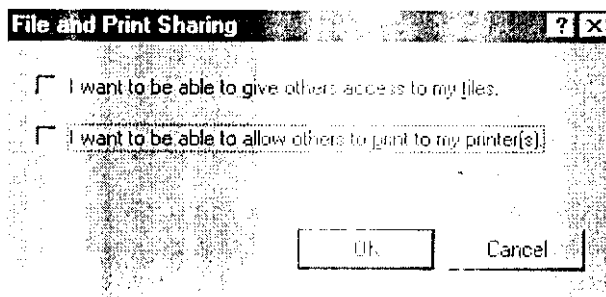 File and Print Sharing
I want to be able to give others access to my files.
I want to be able to allow others to print to my printer(s).
OK Cancel